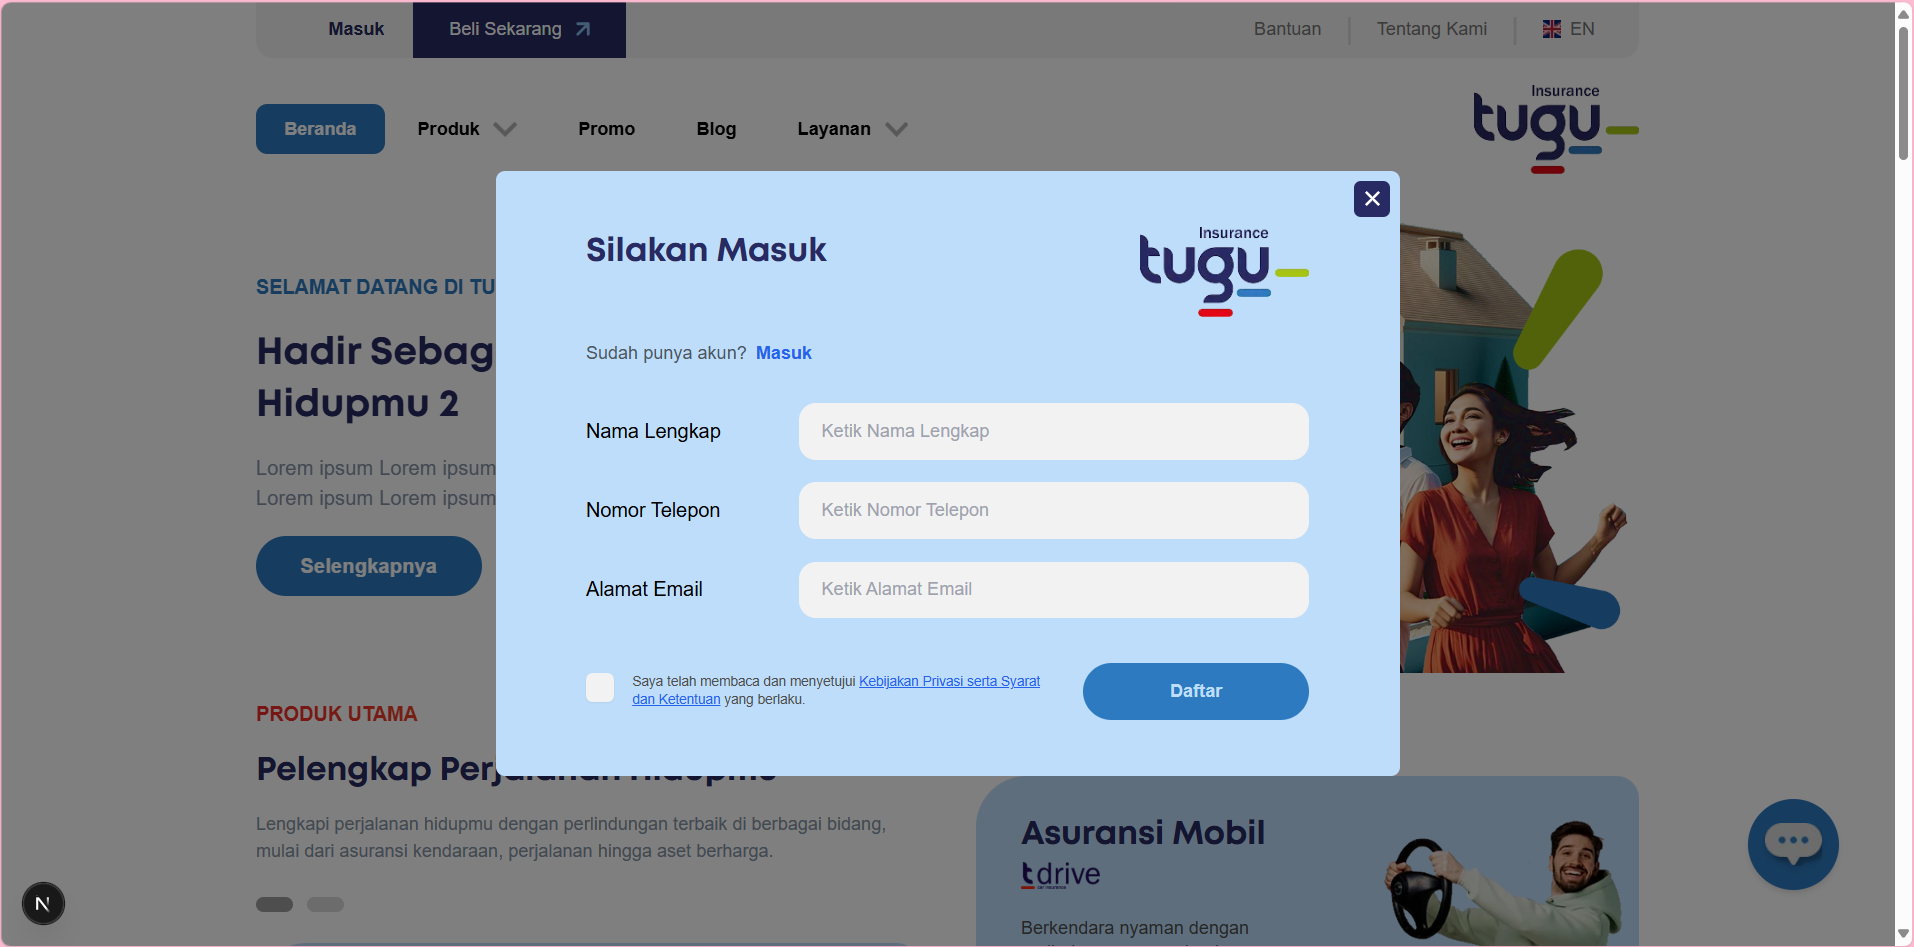 Masuk
Beli Sekarang
Bantuan
Tentang Kami
EN
Beranda
Produk
Promo
Blog
Layanan
Insurance
tugu
Silakan Masuk
Insurance
tugu
Sudah punya akun? Masuk
Nama Lengkap
Ketik Nama Lengkap
Nomor Telepon
Ketik Nomor Telepon
Alamat Email
Ketik Alamat Email
Saya telah membaca dan menyetujui Kebijakan Privasi serta Syarat
dan Ketentuan yang berlaku.
Daftar
SELAMAT DATANG DI TU
Hadir Sebag
Hidupmu 2
Lorem ipsum Lorem ipsum
Lorem ipsum Lorem ipsum
Selengkapnya
PRODUK UTAMA
Pelengkap Perjalanan Hidupmu
Lengkapi perjalanan hidupmu dengan perlindungan terbaik di berbagai bidang,
mulai dari asuransi kendaraan, perjalanan hingga aset berharga.
Asuransi Mobil
tdrive
Berkendara nyaman dengan
N